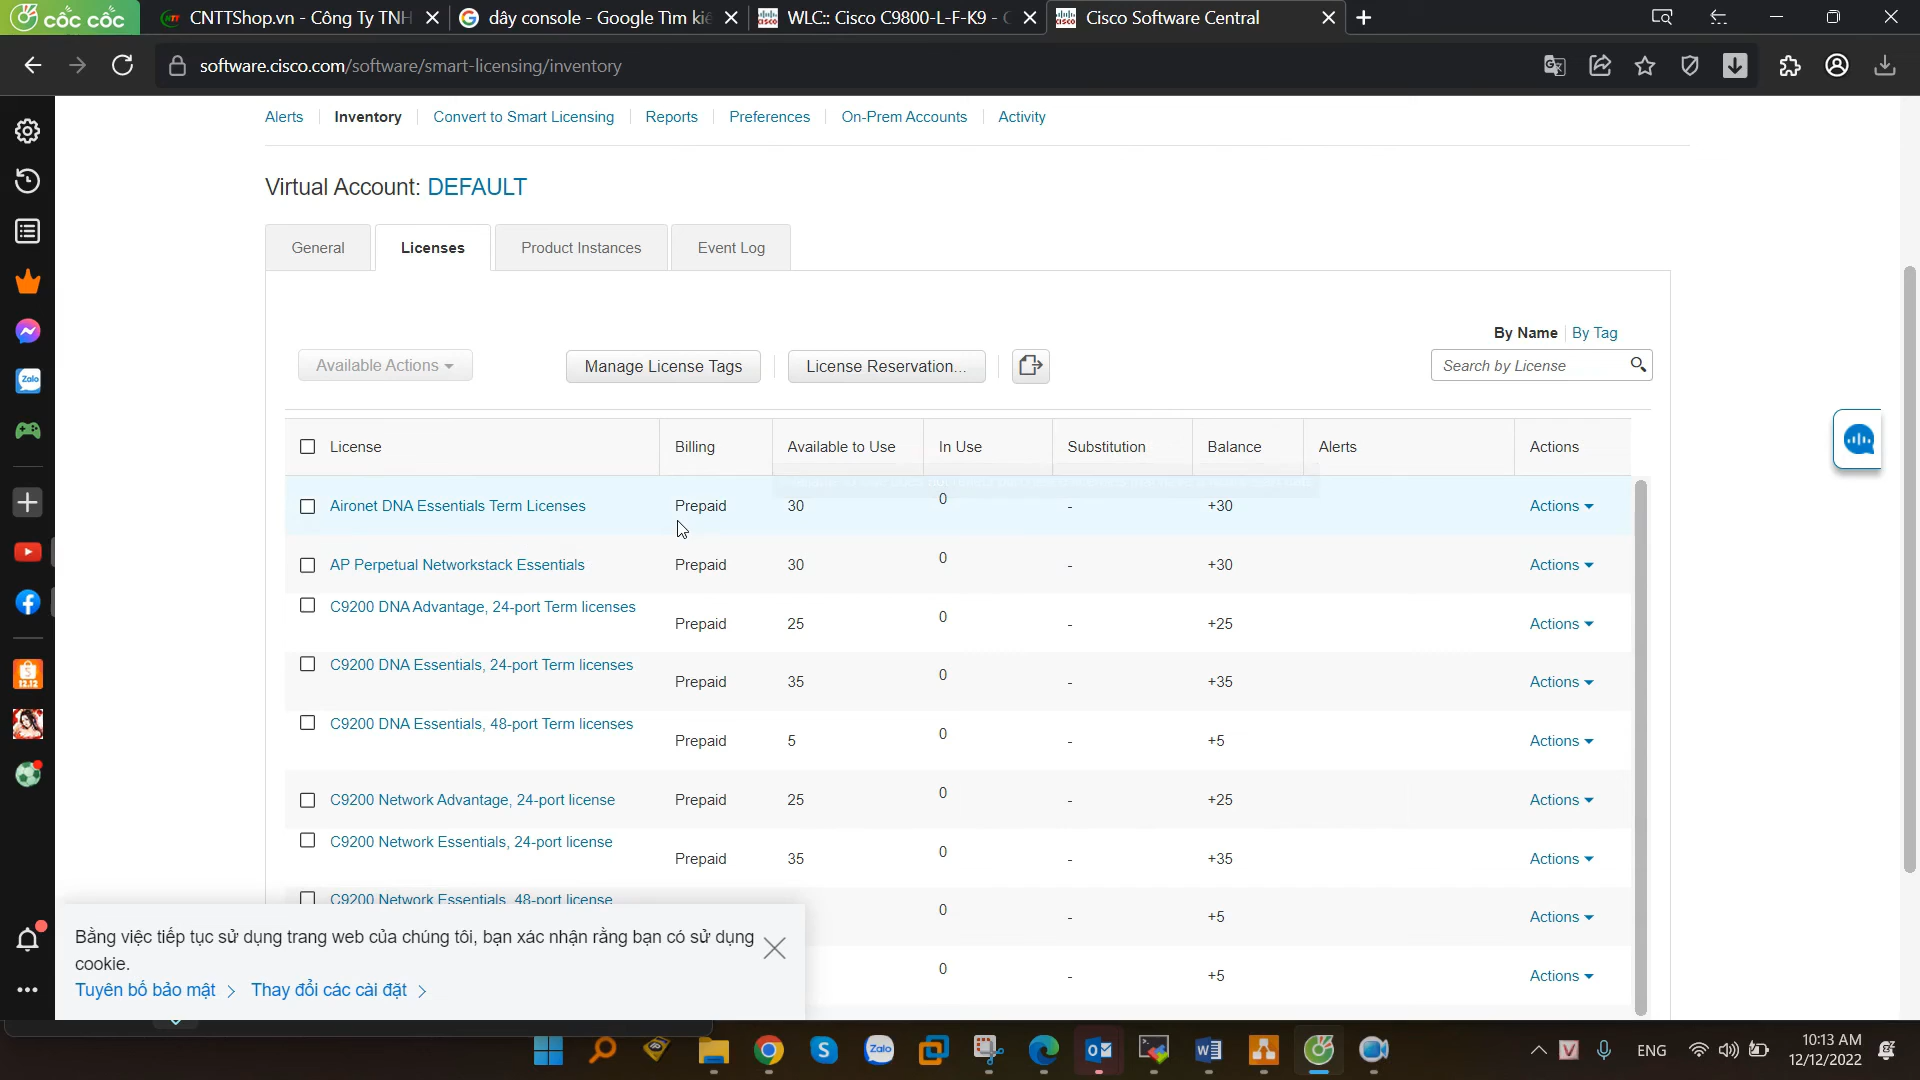 cốc cốc
CNTTShop.vn - Công Ty TNH
dây console - Google Tìm kiế
WLC:: Cisco C9800-L-F-K9 -
Cisco Software Central
software.cisco.com/software/smart-licensing/inventory
Alerts Inventory Convert to Smart Licensing Reports Preferences On-Prem Accounts Activity
Virtual Account: DEFAULT
General Licenses Product Instances Event Log
By Name By Tag
Available Actions Manage License Tags License Reservation... Search by License
License Billing Available to Use In Use Substitution Balance Alerts Actions
Aironet DNA Essentials Term Licenses Prepaid 30 0 - +30 Actions
AP Perpetual Networkstack Essentials Prepaid 30 0 - +30 Actions
C9200 DNA Advantage, 24-port Term licenses Prepaid 25 0 - +25 Actions
C9200 DNA Essentials, 24-port Term licenses Prepaid 35 0 - +35 Actions
C9200 DNA Essentials, 48-port Term licenses Prepaid 5 0 - +5 Actions
C9200 Network Advantage, 24-port license Prepaid 25 0 - +25 Actions
C9200 Network Essentials, 24-port license Prepaid 35 0 - +35 Actions
C9200 Network Essentials, 48-port license 0 - +5 Actions
0 - +5 Actions
Bằng việc tiếp tục sử dụng trang web của chúng tôi, bạn xác nhận rằng bạn có sử dụng
cookie.
Tuyên bố bảo mật > Thay đổi các cài đặt >
Zalo
12.12
Zalo
ENG
10:13 AM
12/12/2022